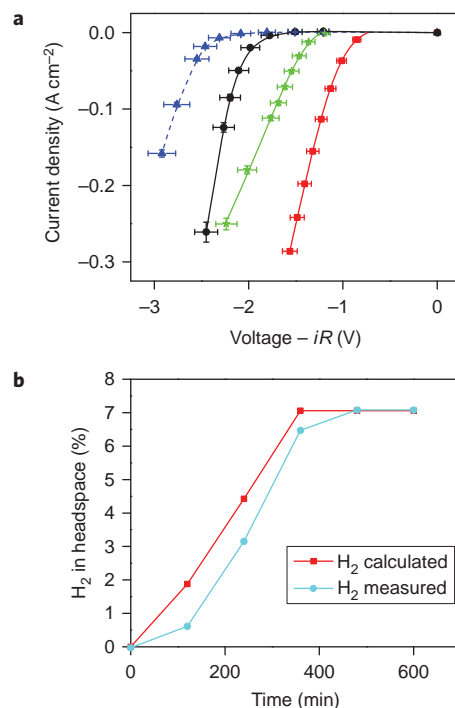 a
0.0
–0.1
–0.2
–0.3
Current density (A cm–2)
–3 –2 –1 0
Voltage – iR (V)
b
8
7
6
5
4
3
2
1
0
H2 in headspace (%)
H2 calculated
H2 measured
0 200 400 600
Time (min)